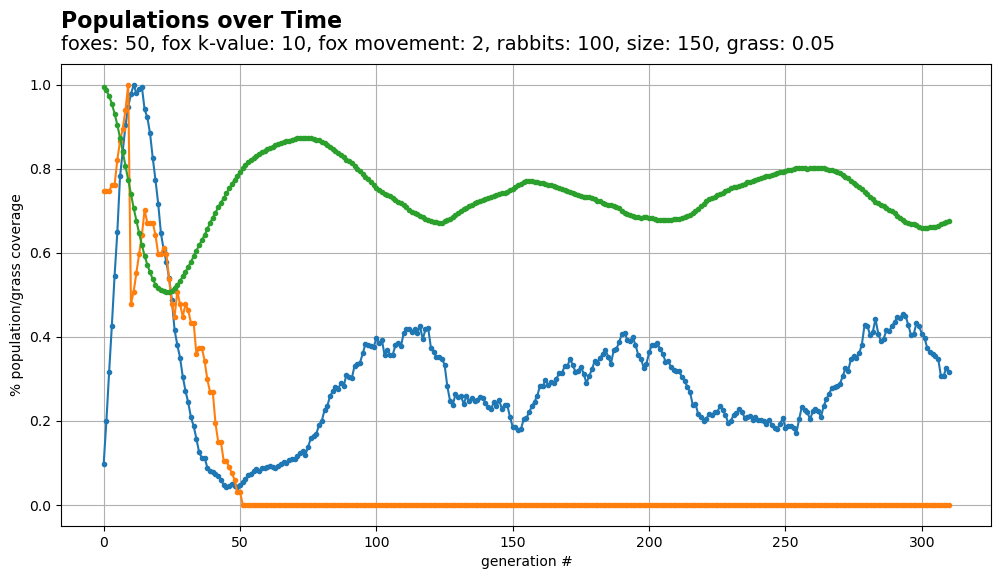 Populations over Time
foxes: 50, fox k-value: 10, fox movement: 2, rabbits: 100, size: 150, grass: 0.05
% population/grass coverage
1.0
0.8
0.6
0.4
0.2
0.0
0 50 100 150 200 250 300
generation #